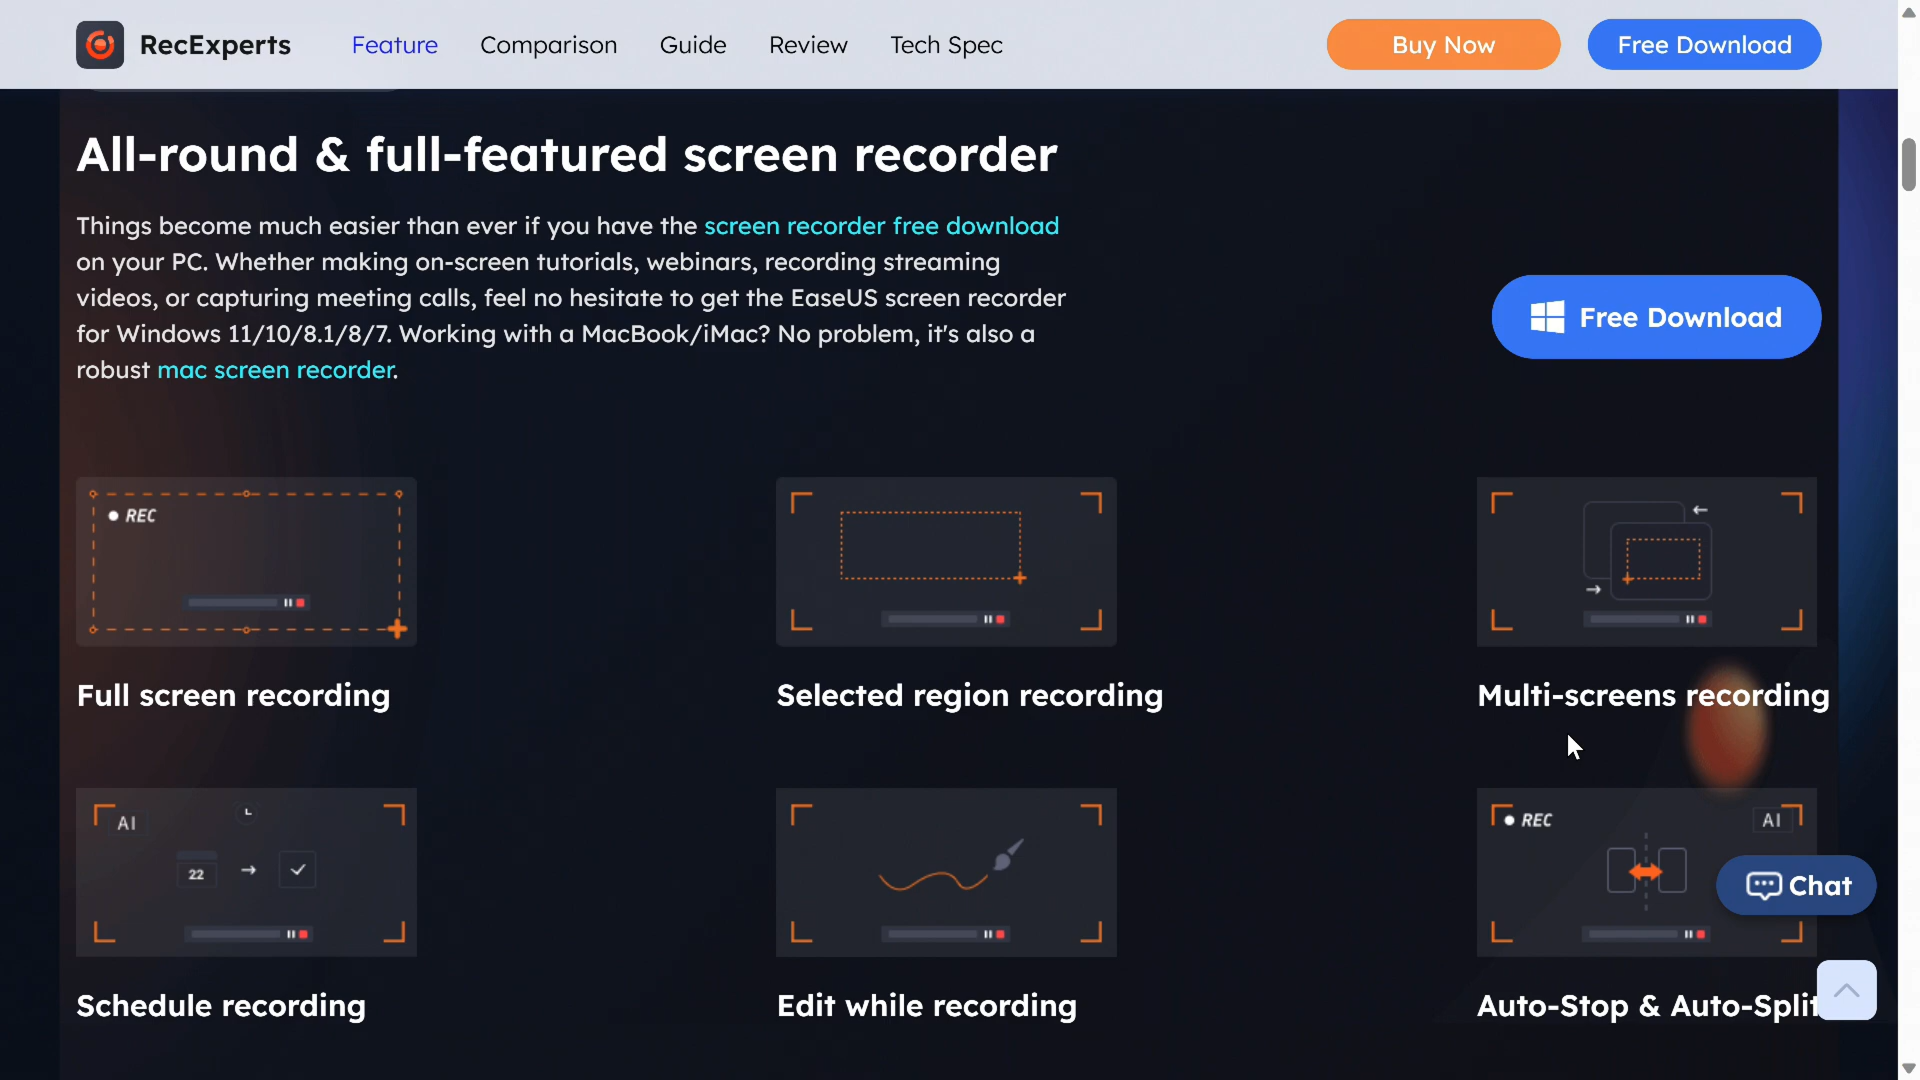 RecExperts
Feature
Comparison
Guide
Review
Tech Spec
Buy Now
Free Download
All-round & full-featured screen recorder
Things become much easier than ever if you have the screen recorder free download
on your PC. Whether making on-screen tutorials, webinars, recording streaming
videos, or capturing meeting calls, feel no hesitate to get the EaseUS screen recorder
for Windows 11/10/8.1/8/7. Working with a MacBook/iMac? No problem, it's also a
robust mac screen recorder.
Free Download
REC
Full screen recording
Selected region recording
Multi-screens recording
AI
22
REC
AI
Chat
Schedule recording
Edit while recording
Auto-Stop & Auto-Split